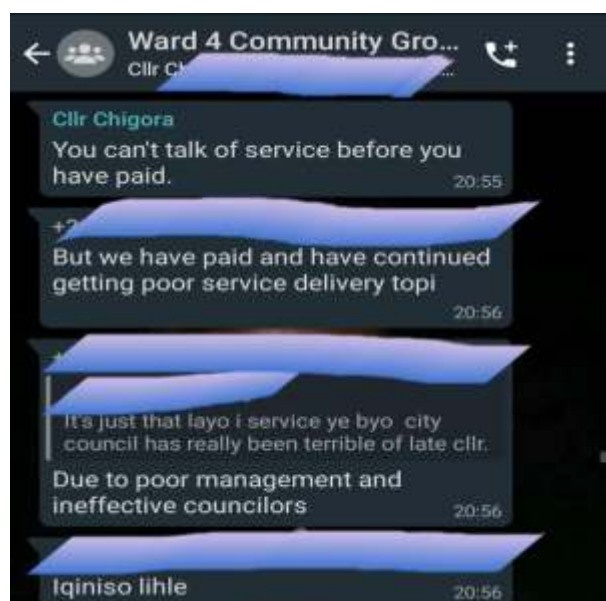 Ward 4 Community Gro...
Cllr Ch
Cllr Chigora
You can't talk of service before you
have paid.
20:55
But we have paid and have continued
getting poor service delivery topi
20:56
It's just that layo i service ye byo city
council has really been terrible of late cllr.
Due to poor management and
ineffective councilors
20:56
Iqiniso lihle
20:56